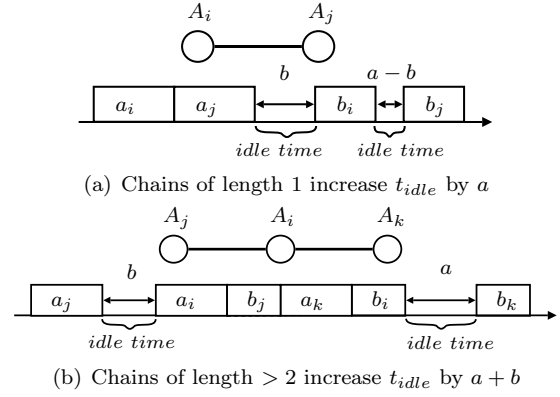 A_i A_j
b a − b
a_i a_j b_i b_j
idle time idle time
(a) Chains of length 1 increase t_idle by a
A_j A_i A_k
b a
a_j a_i b_j a_k b_i b_k
idle time idle time
(b) Chains of length > 2 increase t_idle by a + b